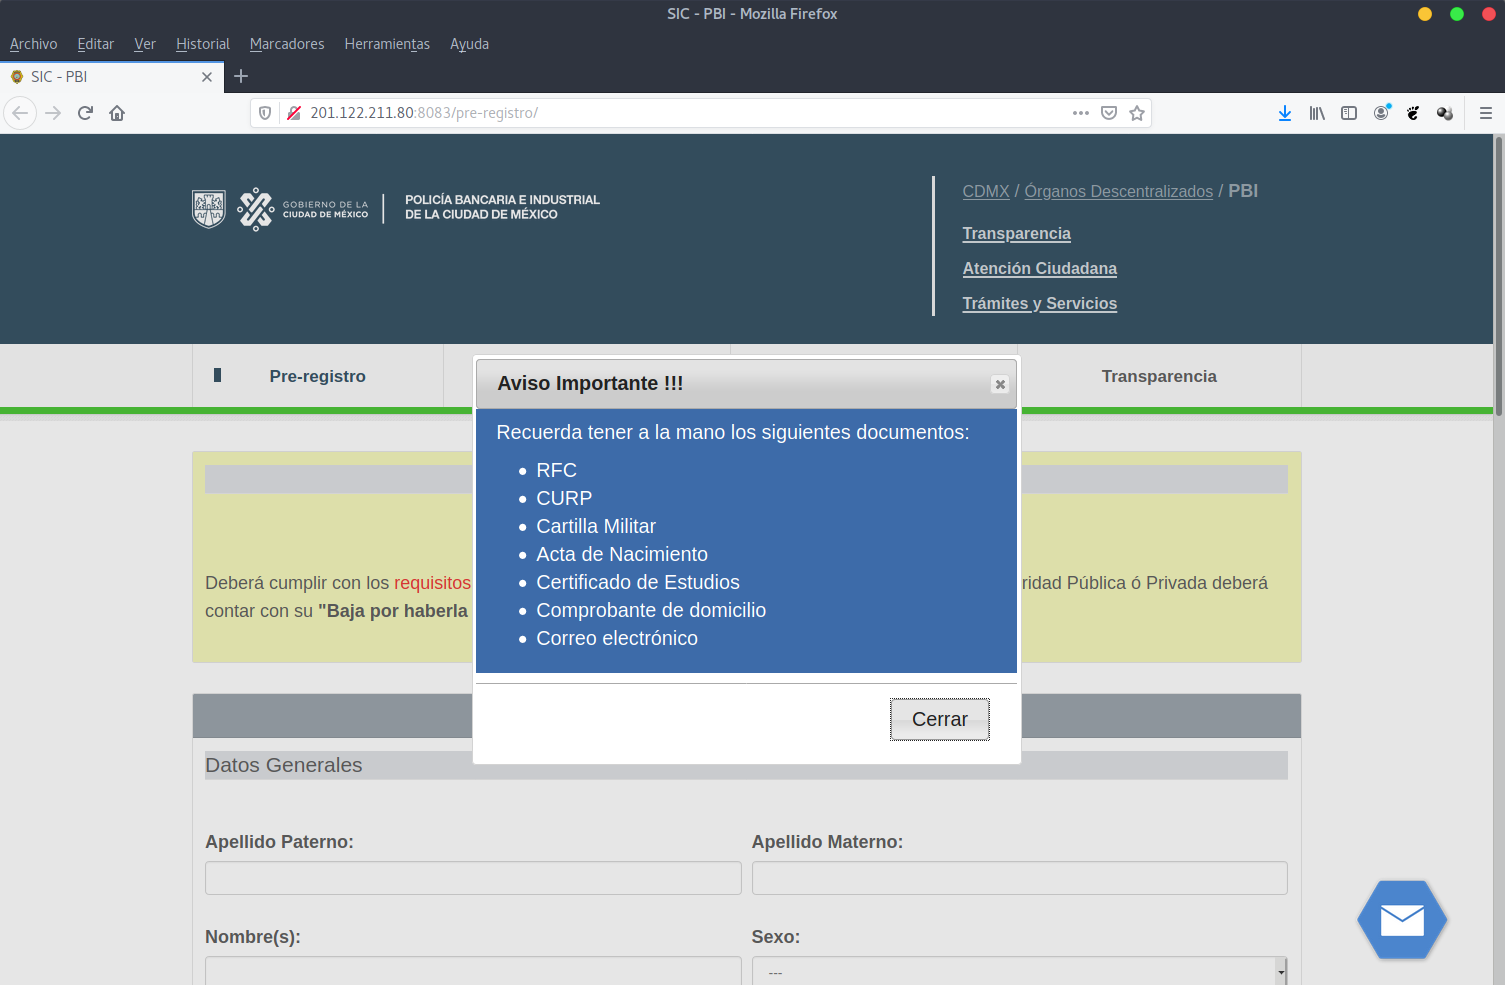 SIC - PBI - Mozilla Firefox
Archivo Editar Ver Historial Marcadores Herramientas Ayuda
SIC - PBI
201.122.211.80:8083/pre-registro/
GOBIERNO DE LA
CIUDAD DE MÉXICO
POLICÍA BANCARIA E INDUSTRIAL
DE LA CIUDAD DE MÉXICO
CDMX / Órganos Descentralizados / PBI
Transparencia
Atención Ciudadana
Trámites y Servicios
Pre-registro
Transparencia
Aviso Importante !!!
Recuerda tener a la mano los siguientes documentos:
RFC
CURP
Cartilla Militar
Acta de Nacimiento
Certificado de Estudios
Comprobante de domicilio
Correo electrónico
Cerrar
Deberá cumplir con los requisitos ridad Pública ó Privada deberá
contar con su "Baja por haberla
Datos Generales
Apellido Paterno: Apellido Materno:
Nombre(s): Sexo:
---